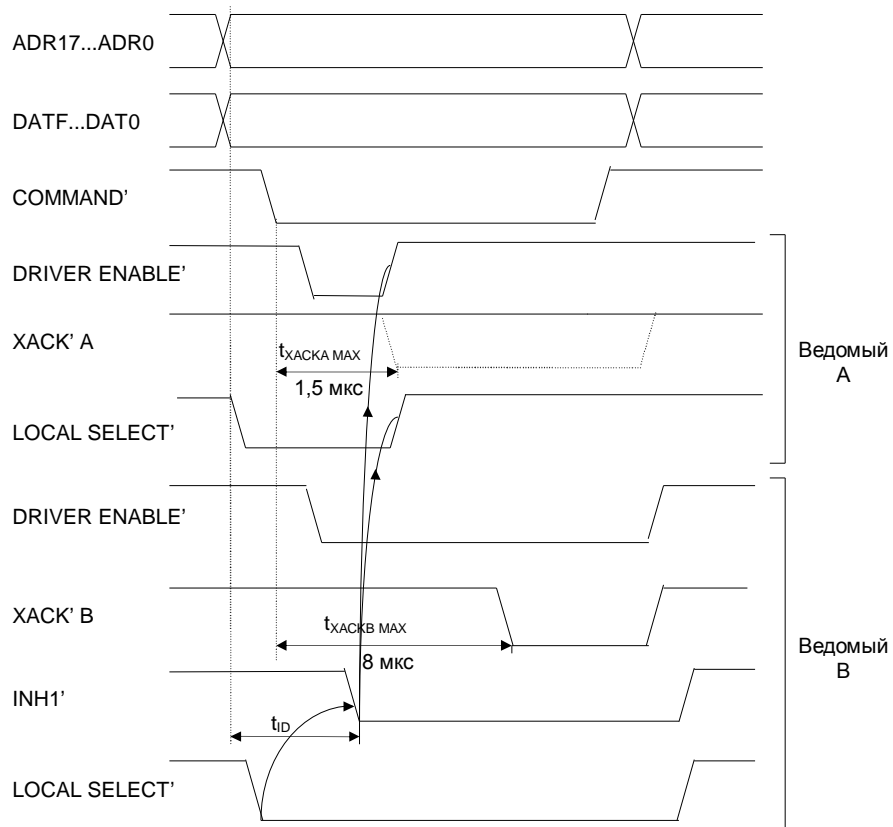 ADR17...ADR0
DATF...DAT0
COMMAND’
DRIVER ENABLE’
XACK’ A
tXACKA MAX
1,5 мкс
Ведомый
A
LOCAL SELECT’
DRIVER ENABLE’
XACK’ B
tXACKB MAX
8 мкс
Ведомый
B
INH1’
tID
LOCAL SELECT’